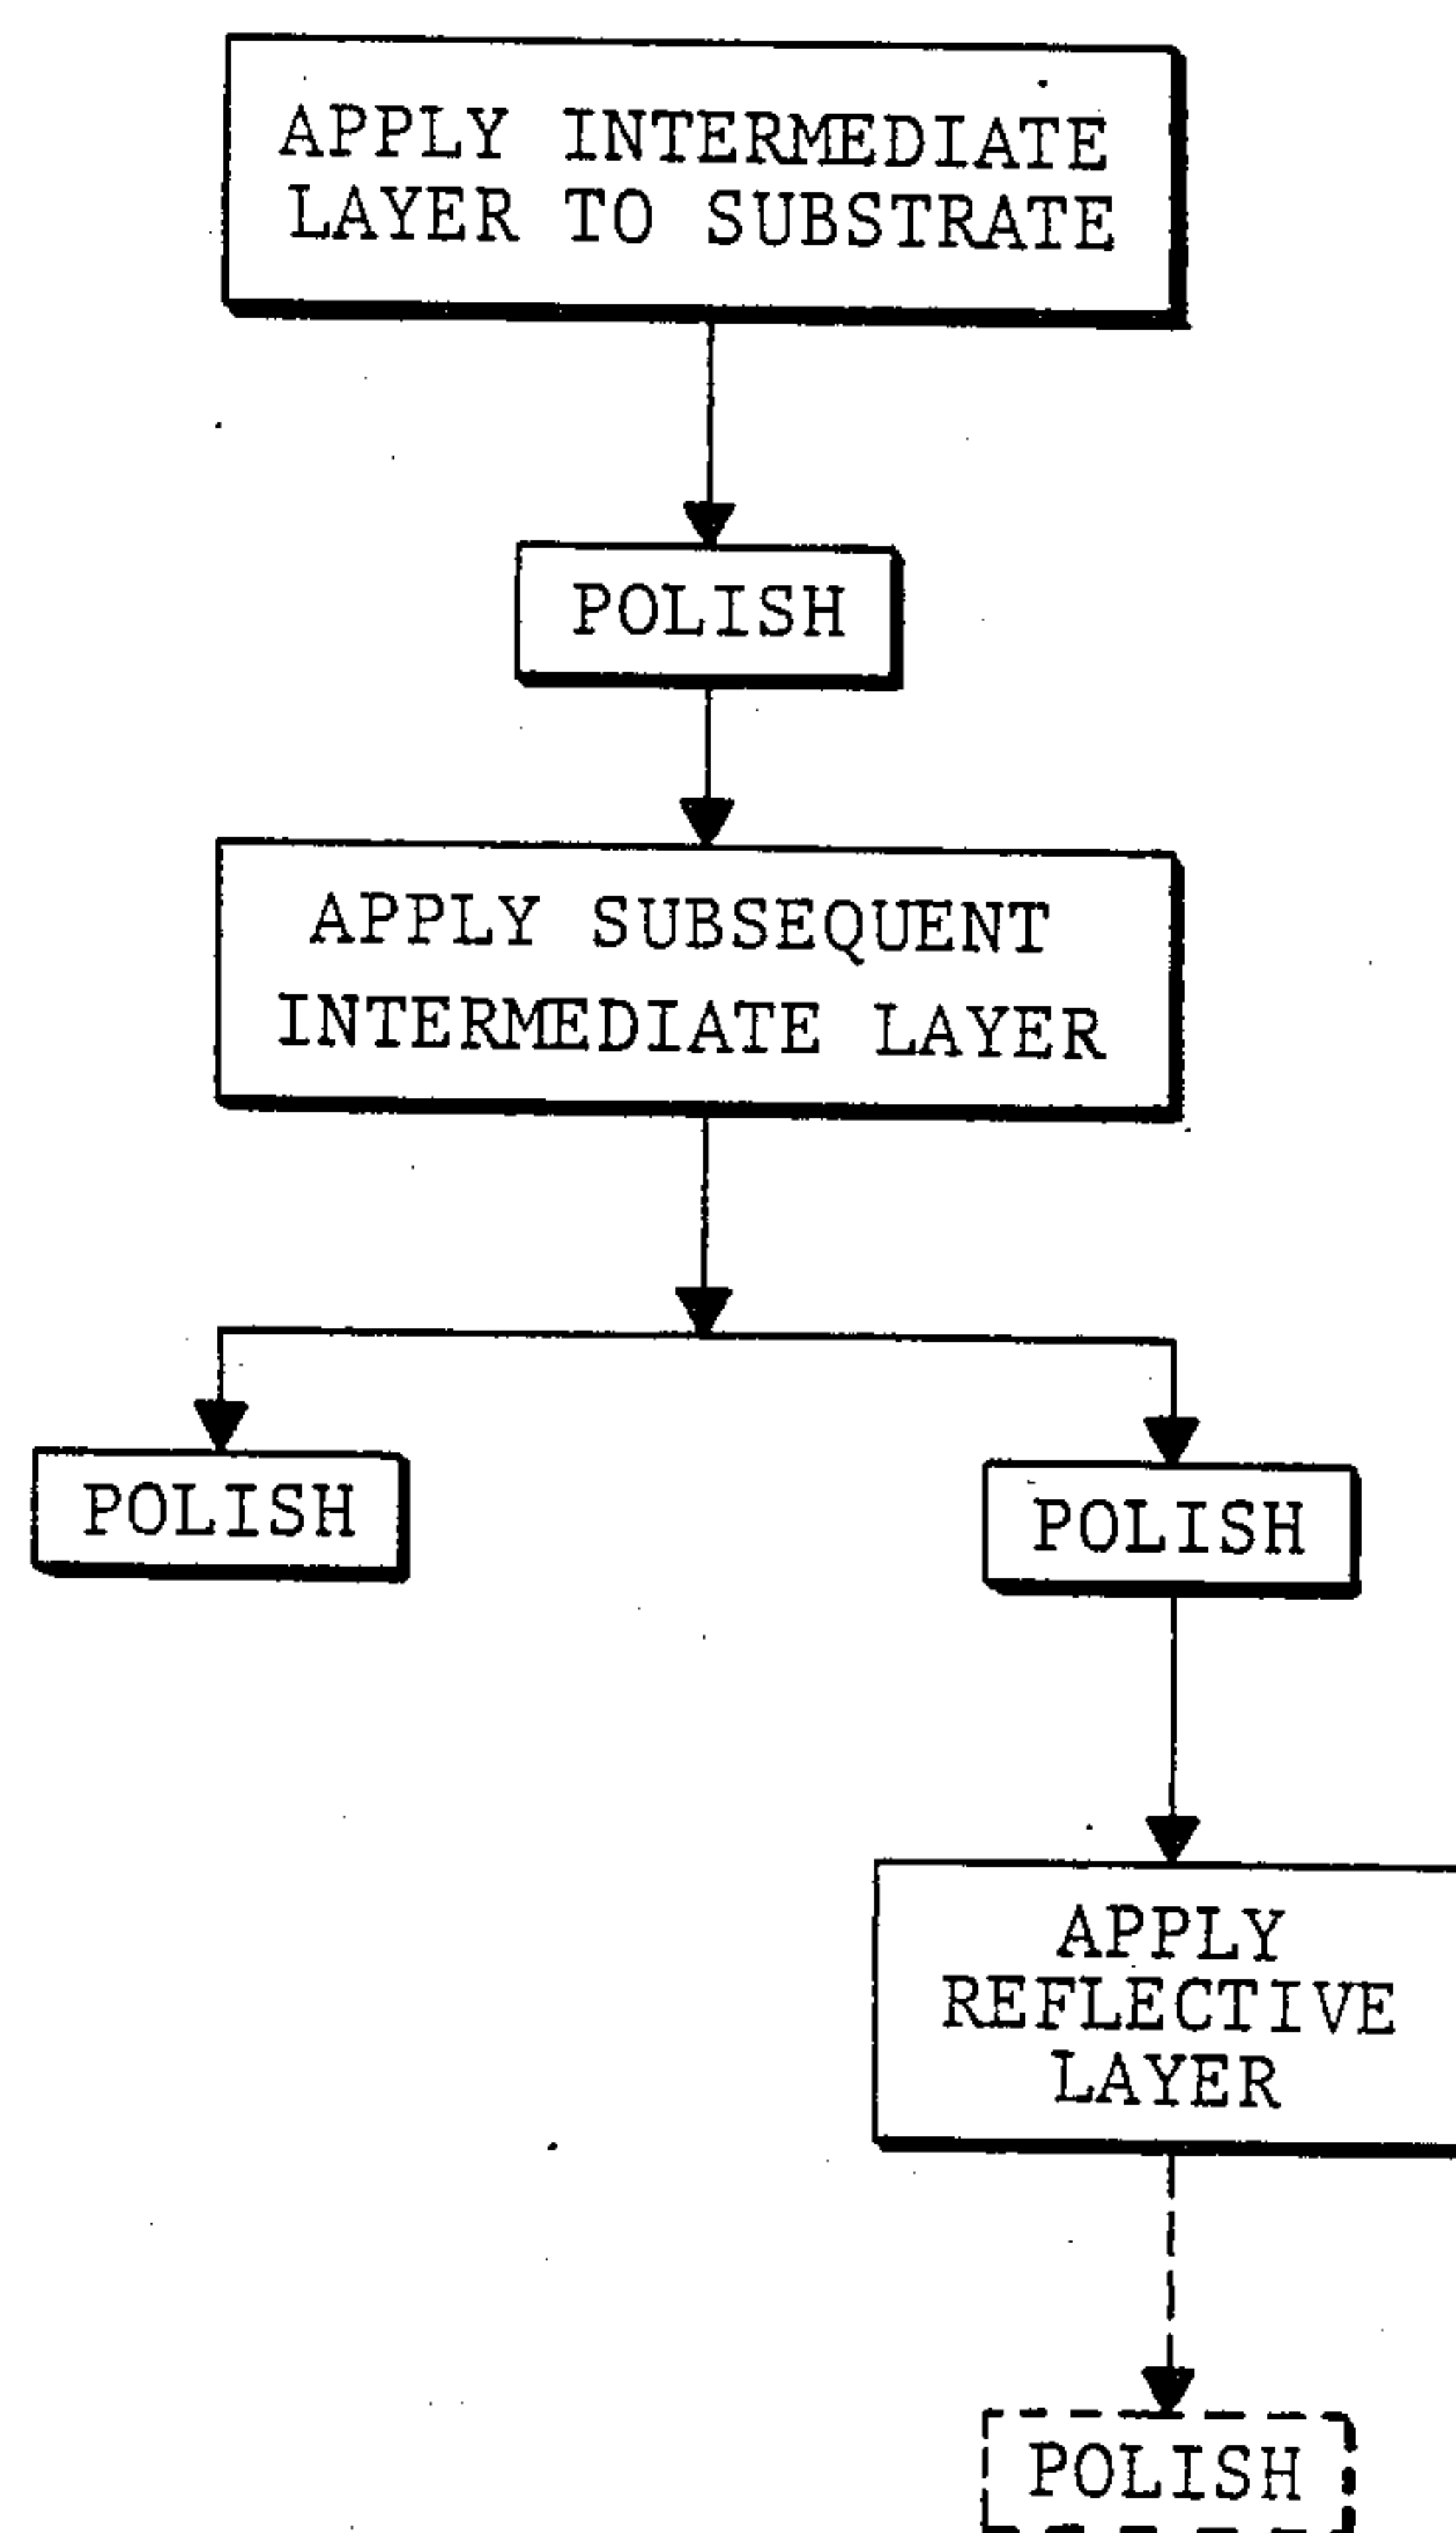 APPLY INTERMEDIATE
LAYER TO SUBSTRATE
POLISH
APPLY SUBSEQUENT
INTERMEDIATE LAYER
POLISH
POLISH
APPLY
REFLECTIVE
LAYER
POLISH